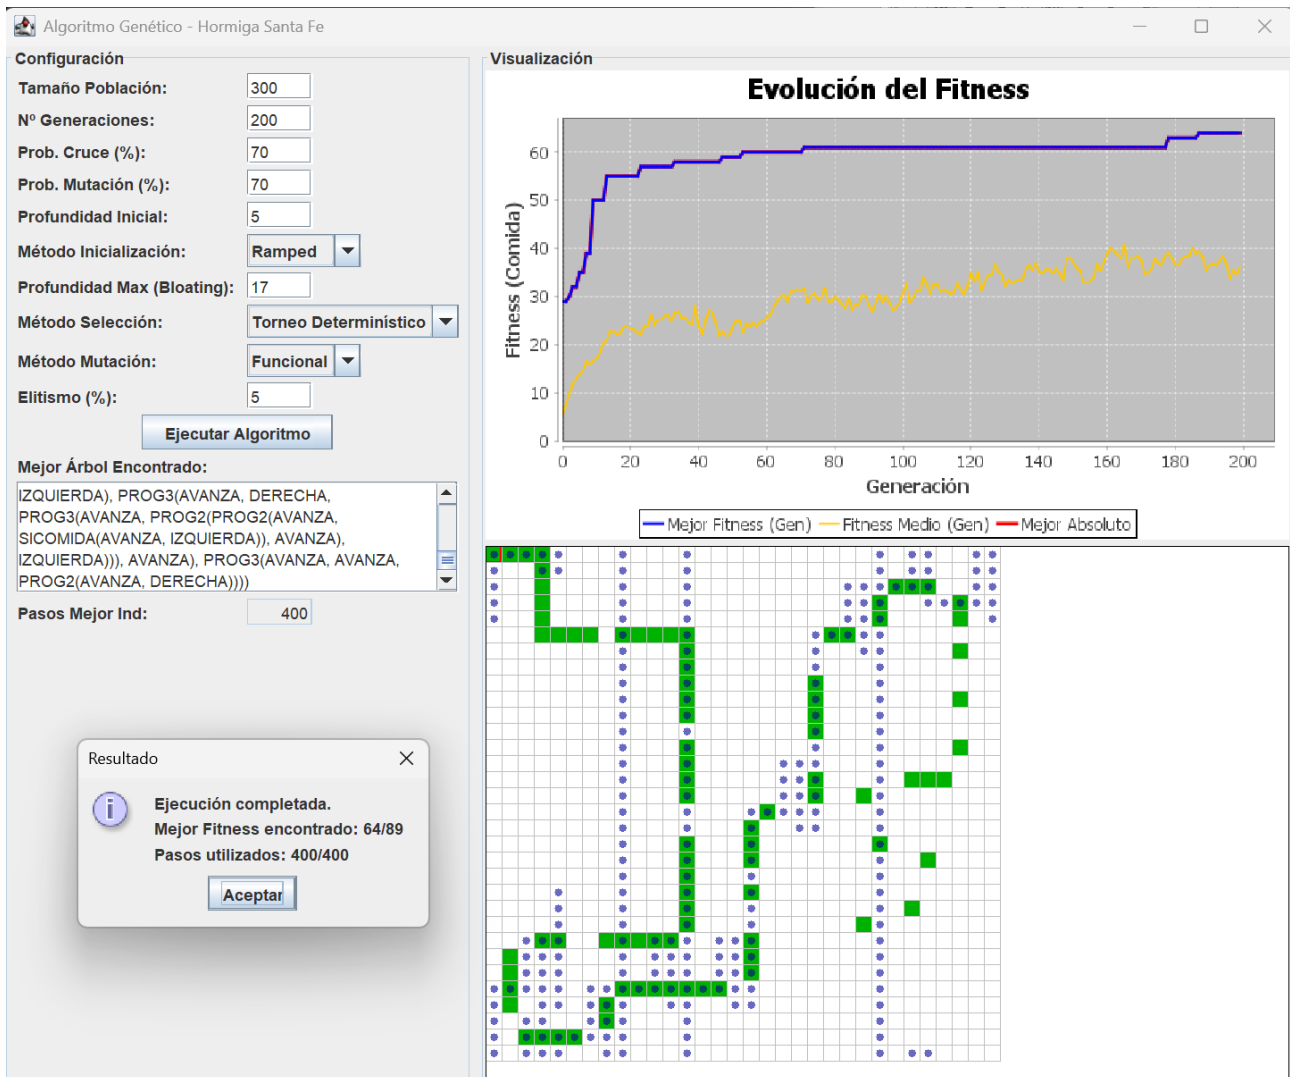 Algoritmo Genético - Hormiga Santa Fe
Configuración
Tamaño Población: 300
Nº Generaciones: 200
Prob. Cruce (%): 70
Prob. Mutación (%): 70
Profundidad Inicial: 5
Método Inicialización: Ramped
Profundidad Max (Bloating): 17
Método Selección: Torneo Determinístico
Método Mutación: Funcional
Elitismo (%): 5
Ejecutar Algoritmo
Mejor Árbol Encontrado:
IZQUIERDA), PROG3(AVANZA, DERECHA,
PROG3(AVANZA, PROG2(PROG2(AVANZA,
SICOMIDA(AVANZA, IZQUIERDA)), AVANZA),
IZQUIERDA))), AVANZA), PROG3(AVANZA, AVANZA,
PROG2(AVANZA, DERECHA))))
Pasos Mejor Ind: 400
Resultado
Ejecución completada.
Mejor Fitness encontrado: 64/89
Pasos utilizados: 400/400
Aceptar
Visualización
Evolución del Fitness
Fitness (Comida)
60
50
40
30
20
10
0
0 20 40 60 80 100 120 140 160 180 200
Generación
Mejor Fitness (Gen) Fitness Medio (Gen) Mejor Absoluto